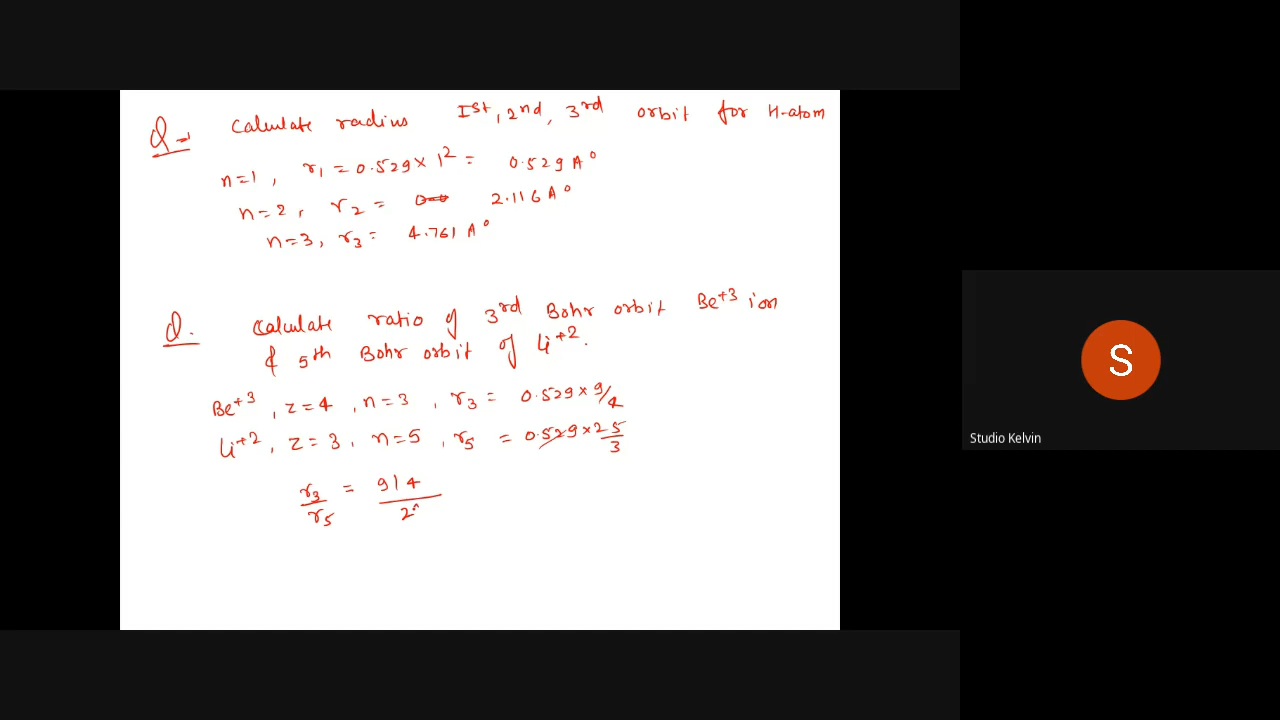 Q- Calculate radius Ist, 2nd, 3rd orbit for H-atom
n=1, r1 = 0.529 × 1² = 0.529 A°
n=2, r2 = 2.116 A°
n=3, r3 = 4.761 A°
Q. Calculate ratio of 3rd Bohr orbit Be+3 ion
& 5th Bohr orbit of Li+2.
Be+3, z=4, n=3, r3 = 0.529 × 9/4
Li+2, z=3, n=5, r5 = 0.529 × 25/3
r3/r5 = 9/4 / 2
S
Studio Kelvin